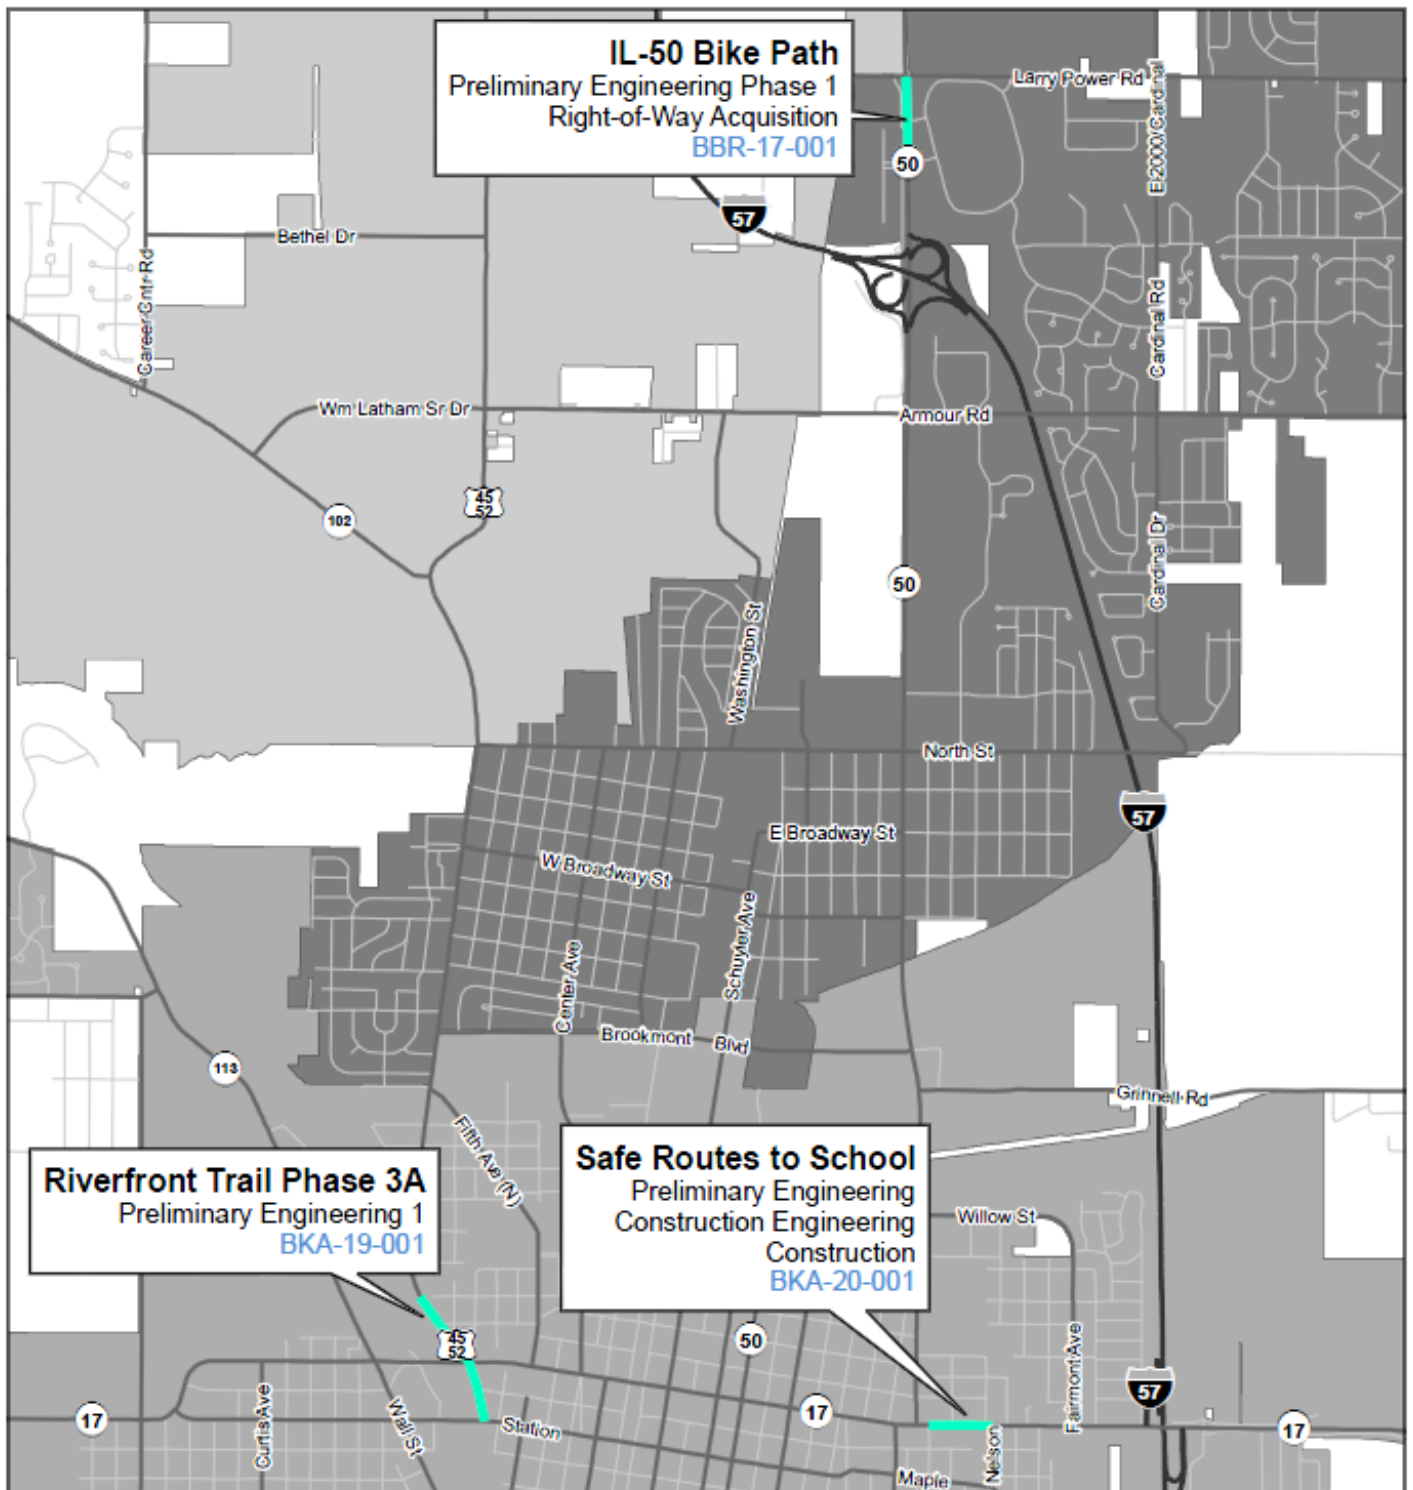 IL-50 Bike Path
Preliminary Engineering Phase 1
Right-of-Way Acquisition
BBR-17-001
Larry Power Rd
E2000/Cardinal
50
57
Bethel Dr
Career Cntr Rd
Cardinal Rd
Wm Latham Sr Dr
Armour Rd
45
52
102
Cardinal Dr
50
Washington St
North St
57
E Broadway St
W Broadway St
Schuyler Ave
Center Ave
Brookmont Blvd
113
Grinnell Rd
Fifth Ave (N)
Riverfront Trail Phase 3A
Preliminary Engineering 1
BKA-19-001
Safe Routes to School
Preliminary Engineering
Construction Engineering
Construction
BKA-20-001
Willow St
45
52
50
Fairmont Ave
57
17
Curtis Ave
Wall St
Station
17
Nelson
17
Maple